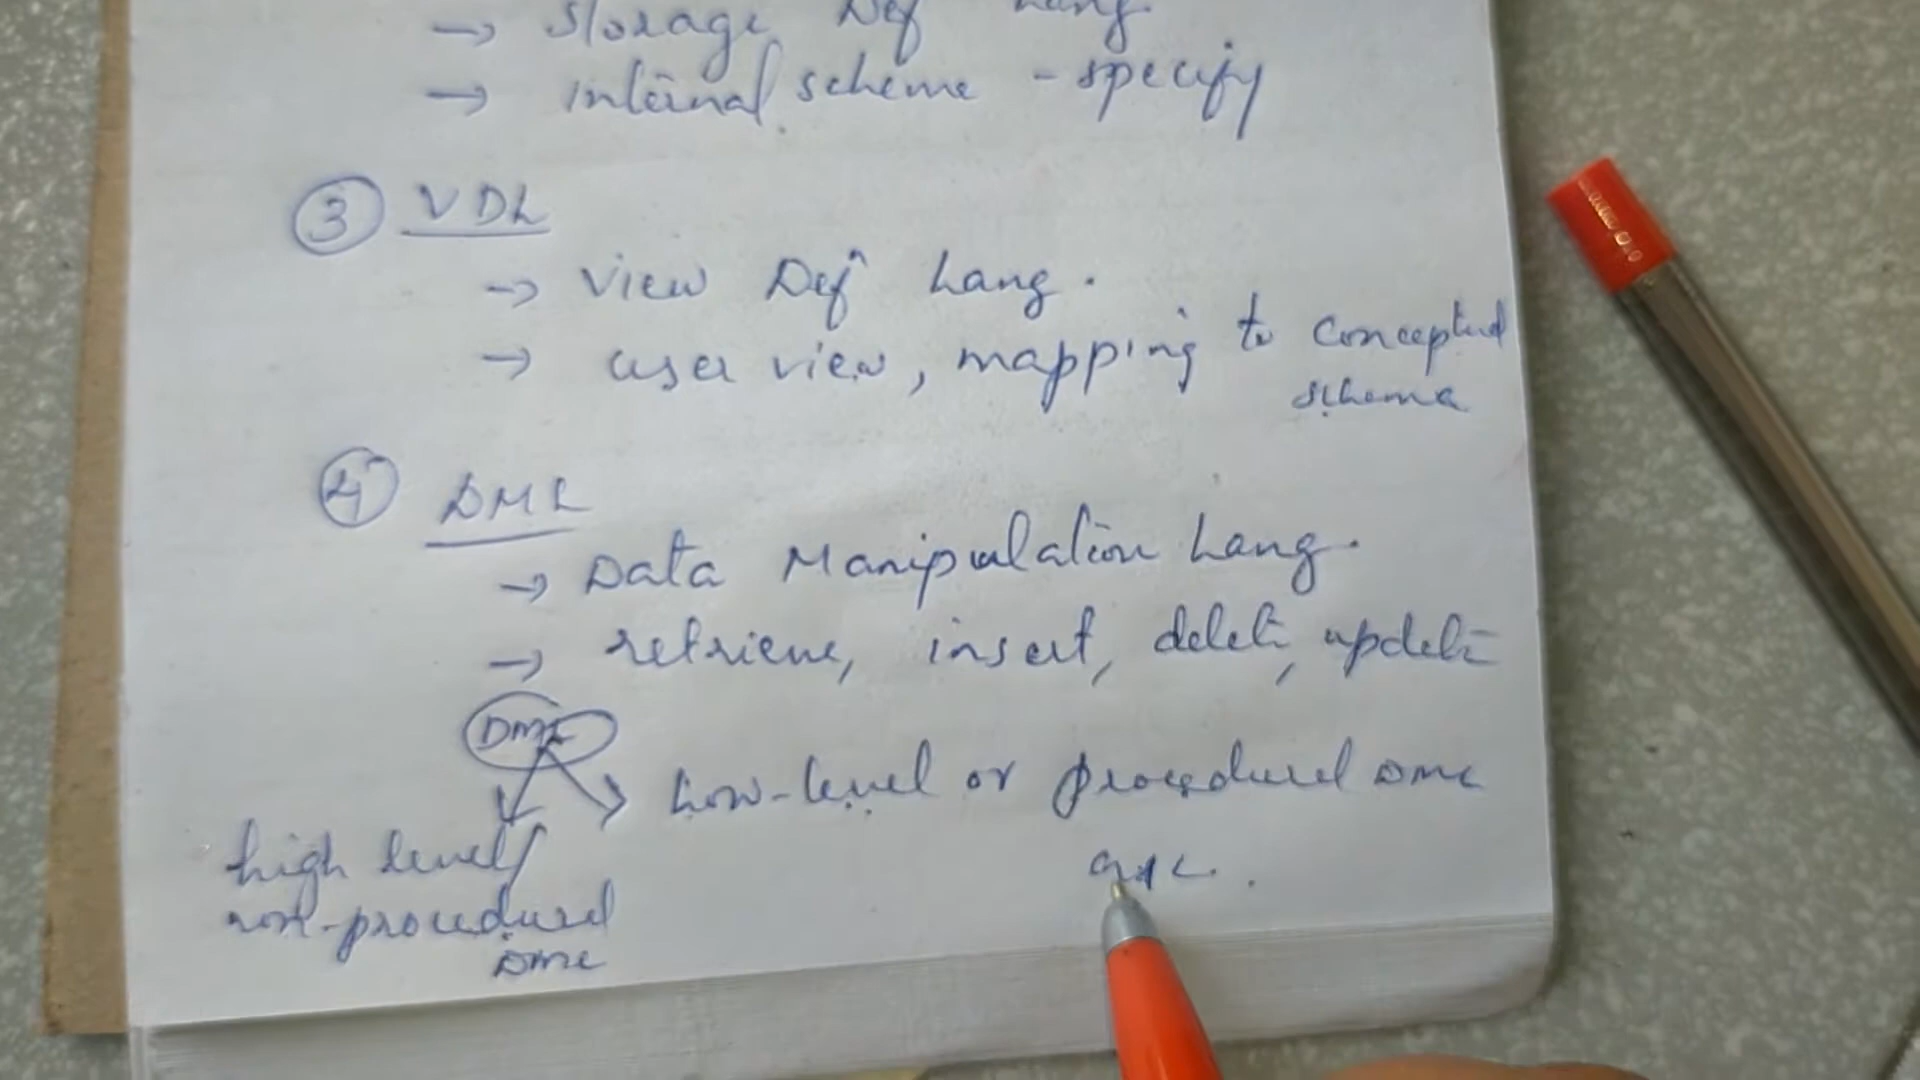 → Storage Def Lang.
→ internal scheme - specify
③ VDL
→ View Def Lang.
→ user view, mapping to conceptual
schema
④ DML
→ Data Manipulation Lang.
→ retrieve, insert, delete, update
DML
Low-level or procedural DML
high level/
non-procedural
DML